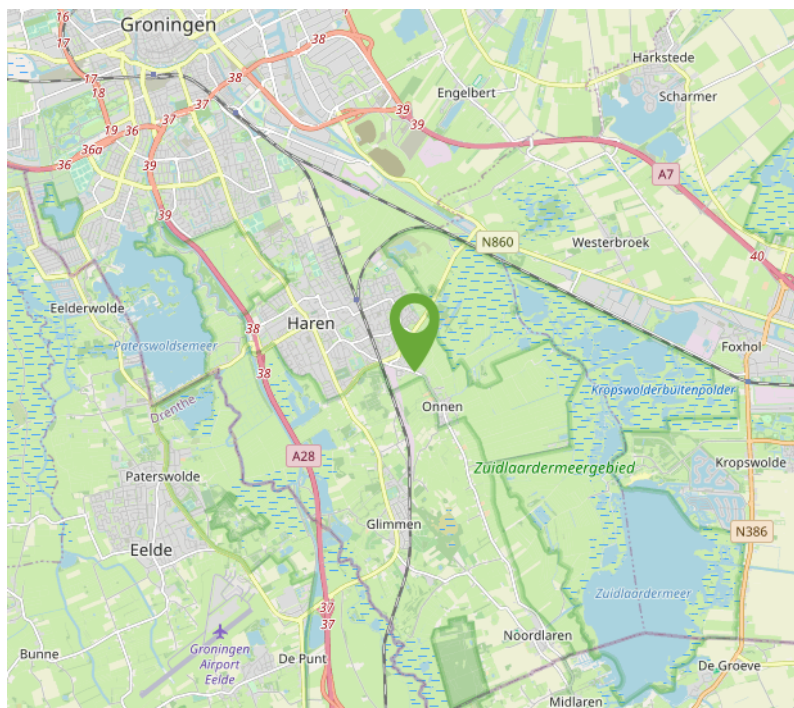 Groningen
16
17
38
17
18
37
38
37
19
36
36a
36
39
39
39
39
Harkstede
Scharmer
Engelbert
A7
N860
Westerbroek
40
Eelderwolde
Paterswoldsemeer
Haren
38
38
Foxhol
Kropswolderbuitenpolder
Drenthe
Onnen
A28
Paterswolde
Zuidlaardermeergebied
Kropswolde
Eelde
Glimmen
N386
Zuidlaardermeer
37
37
Groningen
Airport
Eelde
Bunne
De Punt
Noordlaren
De Groeve
Midlaren